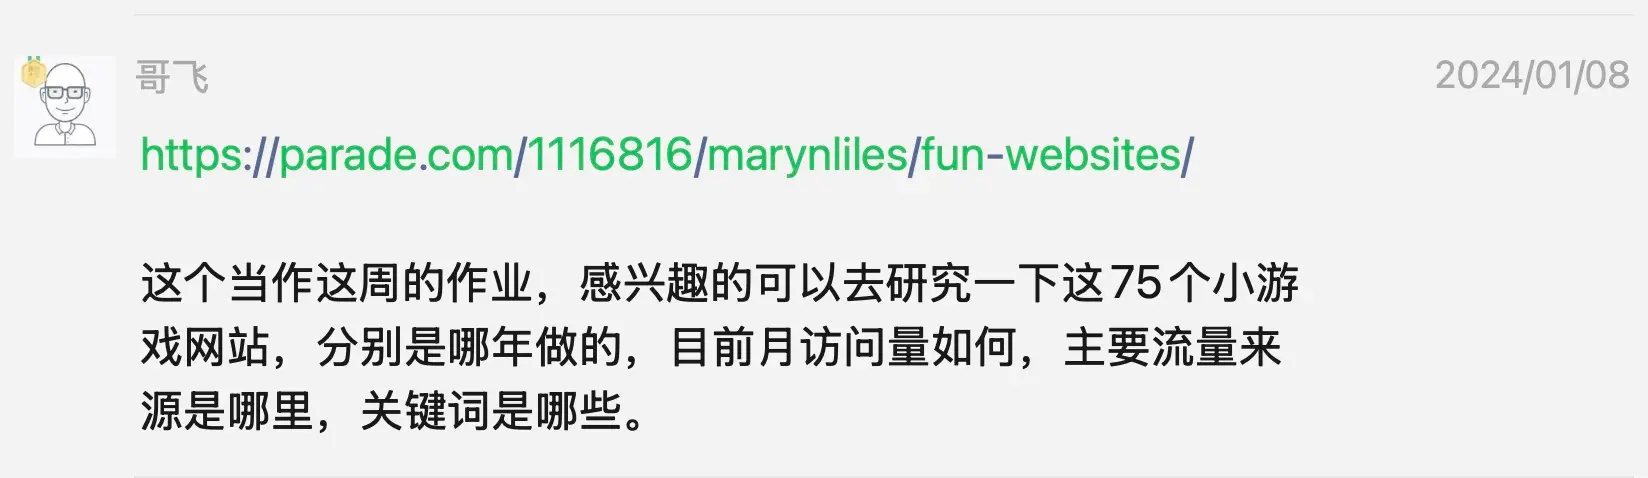 哥飞
2024/01/08
https://parade.com/1116816/marynliles/fun-websites/
这个当作这周的作业，感兴趣的可以去研究一下这75个小游
戏网站，分别是哪年做的，目前月访问量如何，主要流量来
源是哪里，关键词是哪些。